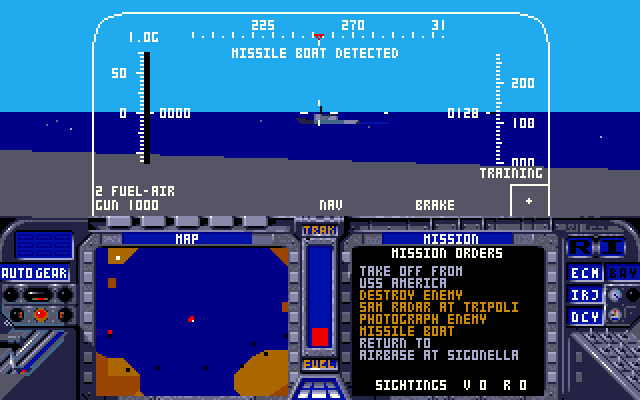 225 270 31
1.0G
MISSILE BOAT DETECTED
50
200
0 0000
0128
100
000
TRAINING
2 FUEL-AIR
GUN 1000 NAV BRAKE
TRAK
MAP
MISSION
MISSION ORDERS
TAKE OFF FROM
USS AMERICA
DESTROY ENEMY
SAM RADAR AT TRIPOLI
PHOTOGRAPH ENEMY
MISSILE BOAT
RETURN TO
AIRBASE AT SIGONELLA
SIGHTINGS V 0 R 0
FUEL
AUTO GEAR
RT
ECM BAY
IRJ
DCY